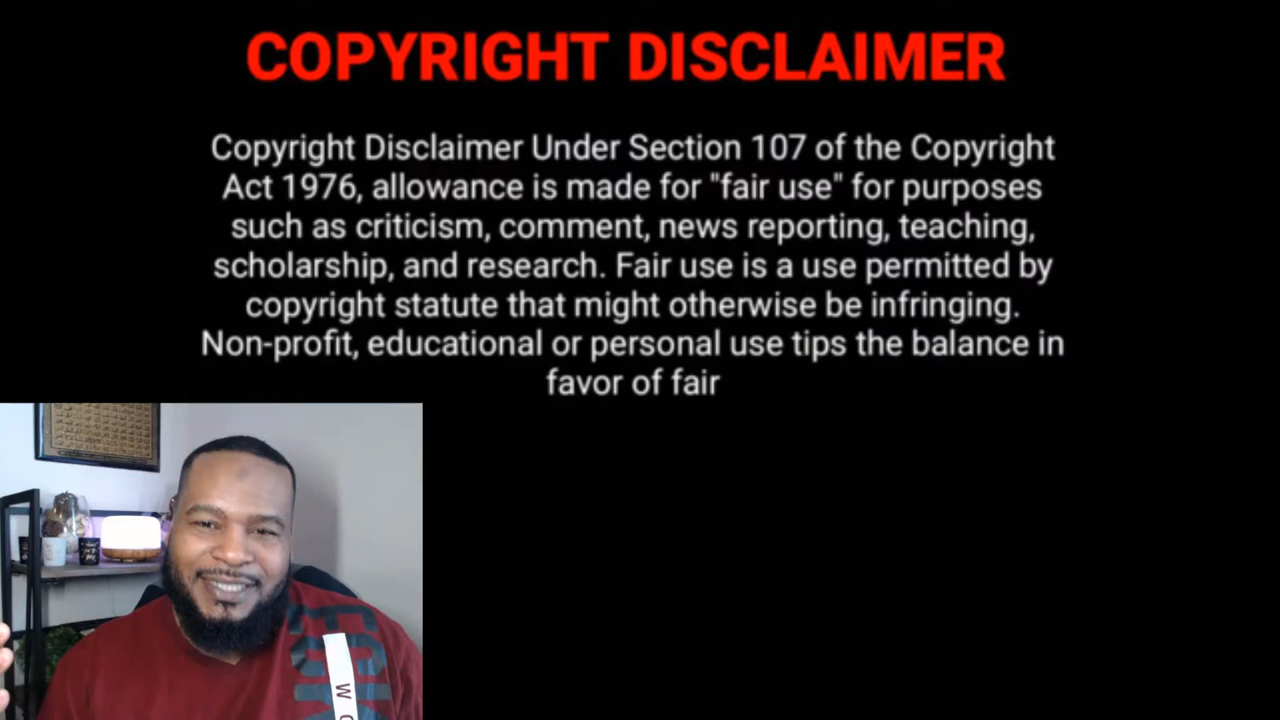 COPYRIGHT DISCLAIMER
Copyright Disclaimer Under Section 107 of the Copyright
Act 1976, allowance is made for "fair use" for purposes
such as criticism, comment, news reporting, teaching,
scholarship, and research. Fair use is a use permitted by
copyright statute that might otherwise be infringing.
Non-profit, educational or personal use tips the balance in
favor of fair